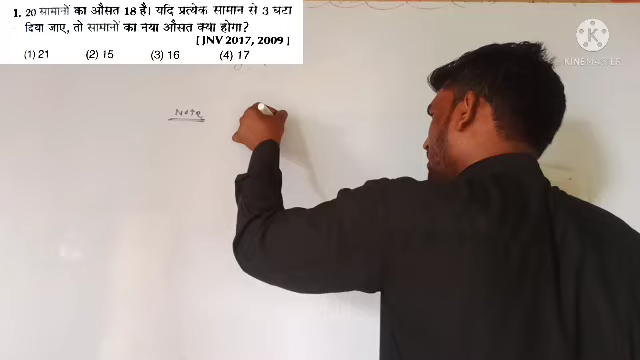 1. 20 सामानों का औसत 18 है। यदि प्रत्येक सामान से 3 घटा
दिया जाए, तो सामानों का नया औसत क्या होगा?
[ JNV 2017, 2009 ]
(1) 21 (2) 15 (3) 16 (4) 17
KINEMASTER
Note